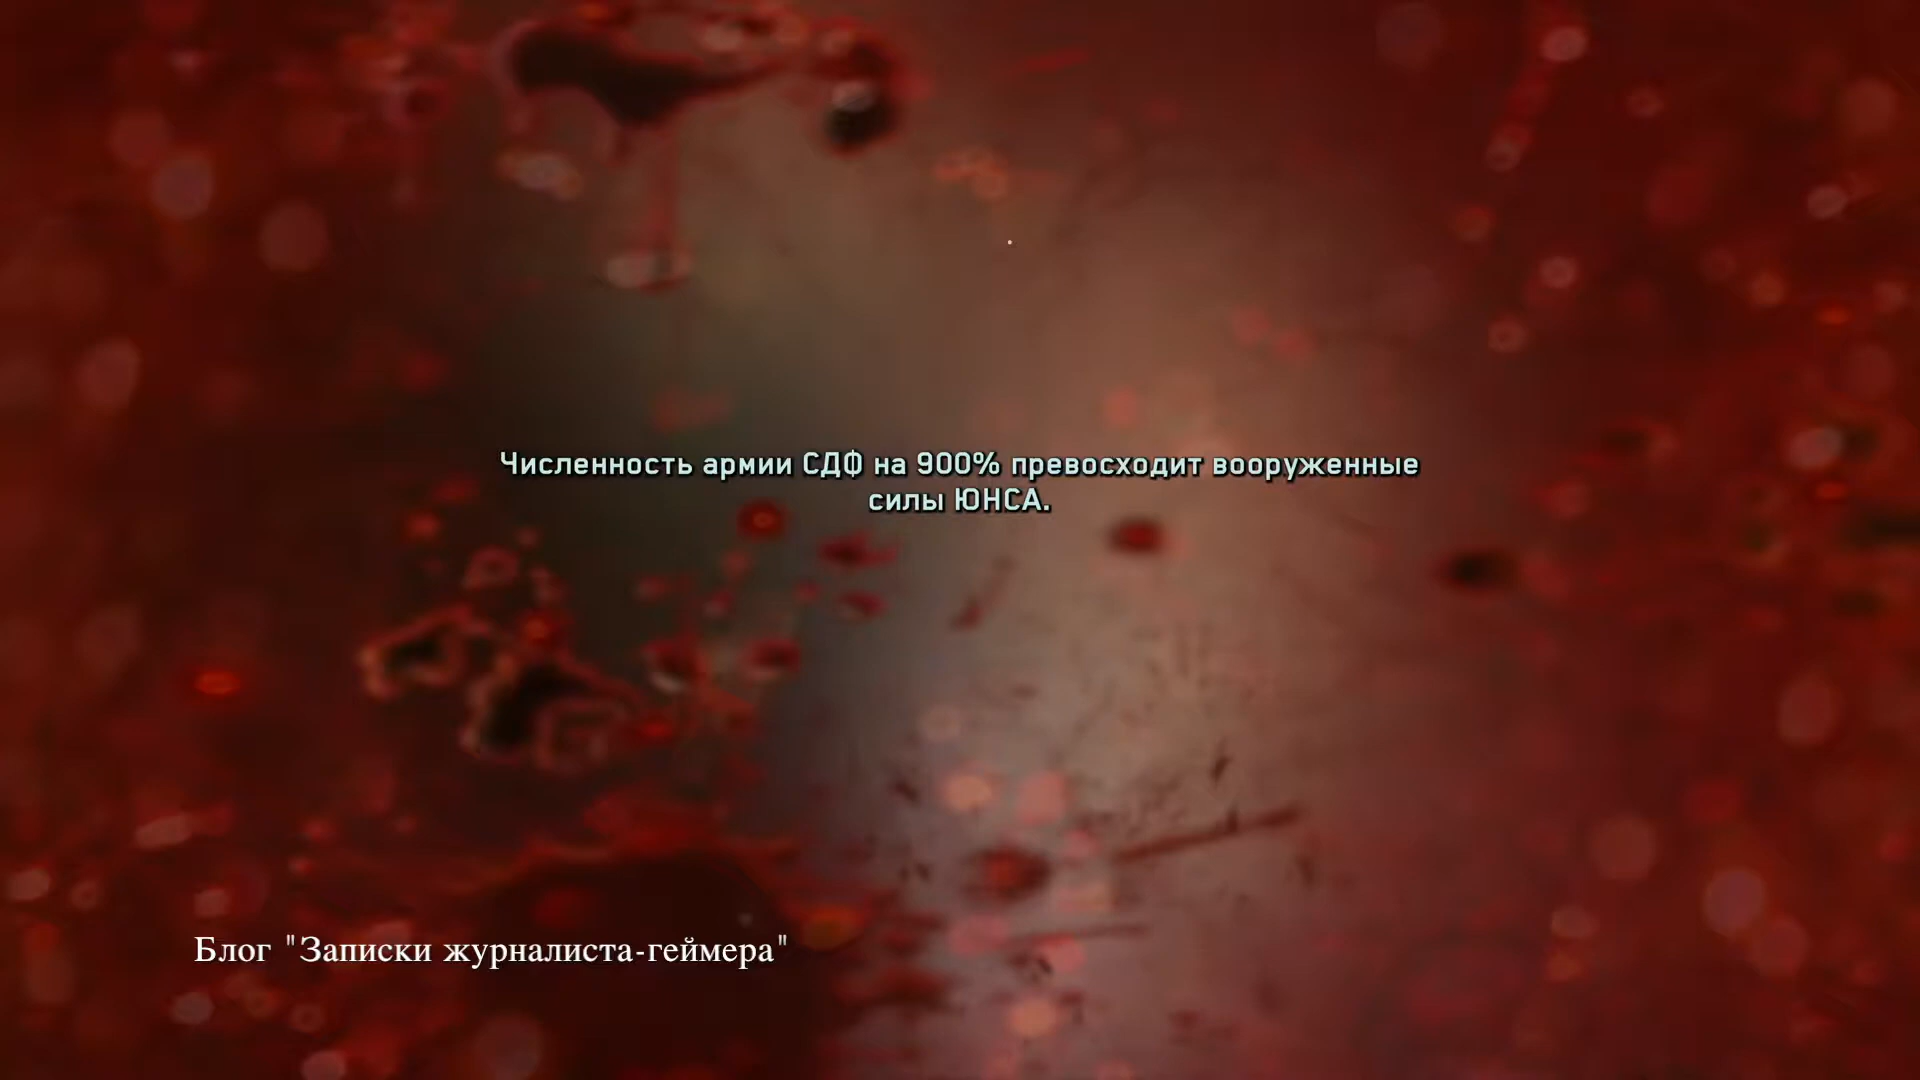 Численность армии СДФ на 900% превосходит вооруженные
силы ЮНСА.
Блог "Записки журналиста-геймера"